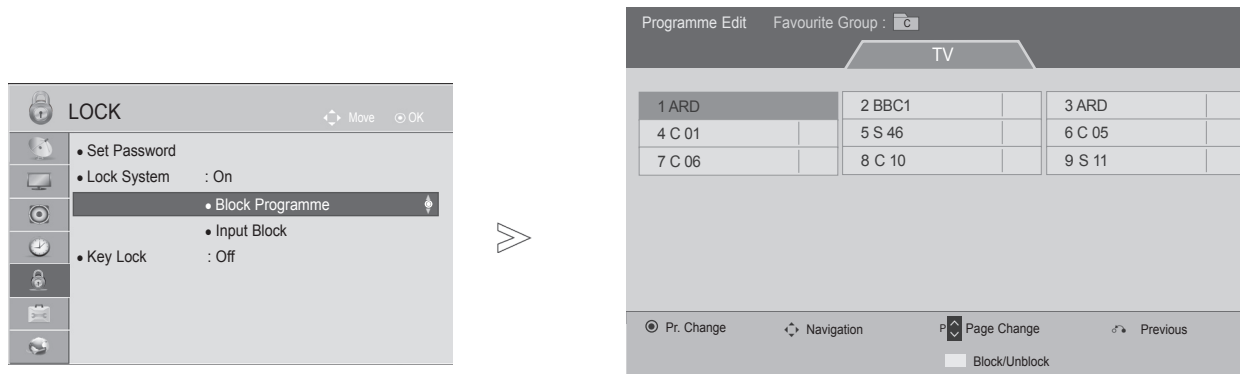 LOCK
Move OK
• Set Password
• Lock System : On
• Block Programme
• Input Block
• Key Lock : Off
Programme Edit Favourite Group : C
TV
1 ARD 2 BBC1 3 ARD
4 C 01 5 S 46 6 C 05
7 C 06 8 C 10 9 S 11
Pr. Change Navigation P Page Change Previous
Block/Unblock